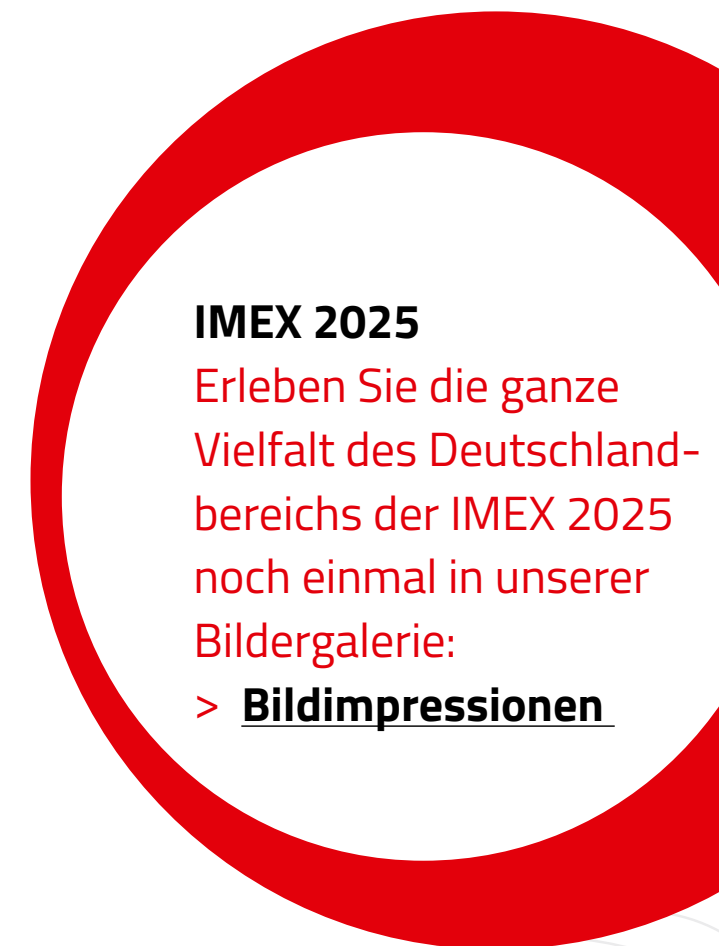 IMEX 2025
Erleben Sie die ganze
Vielfalt des Deutschland-
bereichs der IMEX 2025
noch einmal in unserer
Bildergalerie:
> Bildimpressionen